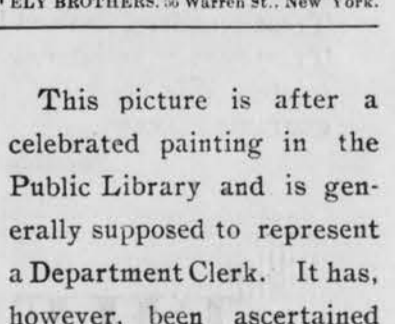 ELY BROTHERS, 56 Warren St., New York.
This picture is after a
celebrated painting in the
Public Library and is gen-
erally supposed to represent
a Department Clerk. It has,
however, been ascertained